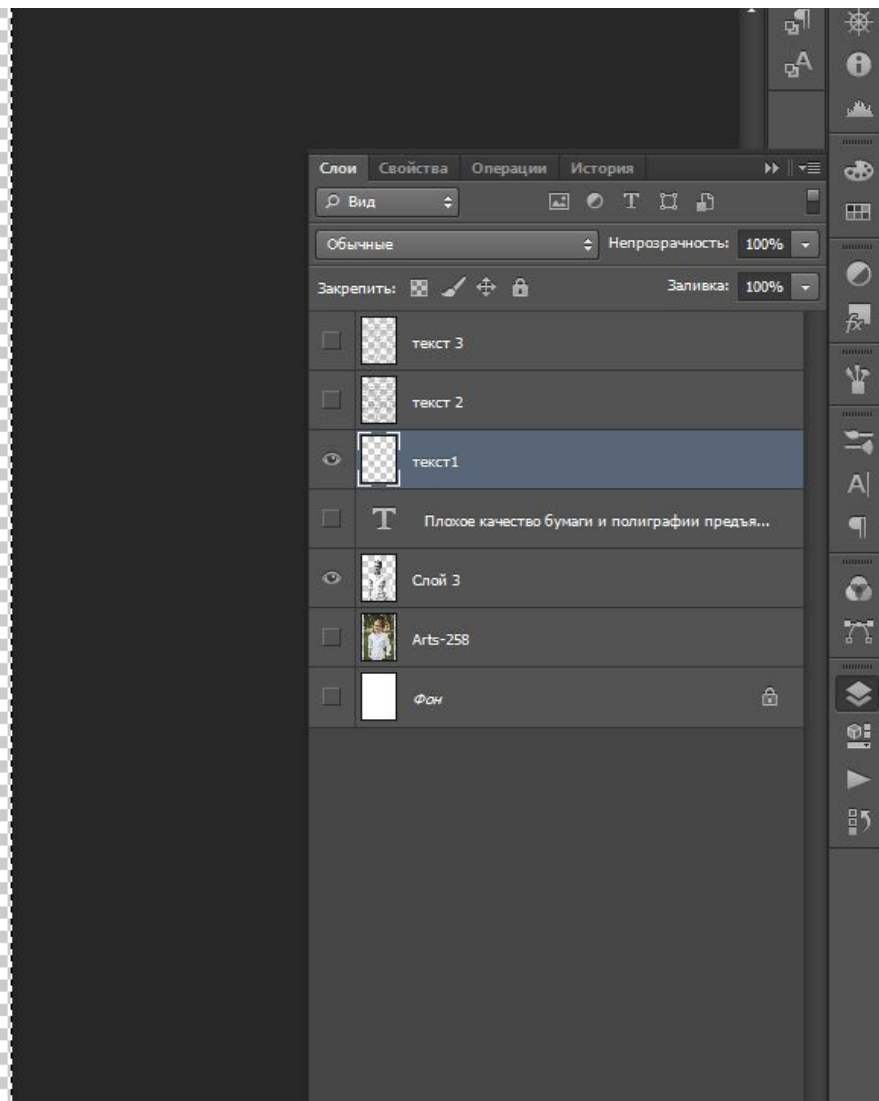 Слои Свойства Операции История
Вид
Обычные Непрозрачность: 100%
Закрепить: Заливка: 100%
текст 3
текст 2
текст1
Плохое качество бумаги и полиграфии предъя...
Слой 3
Arts-258
Фон